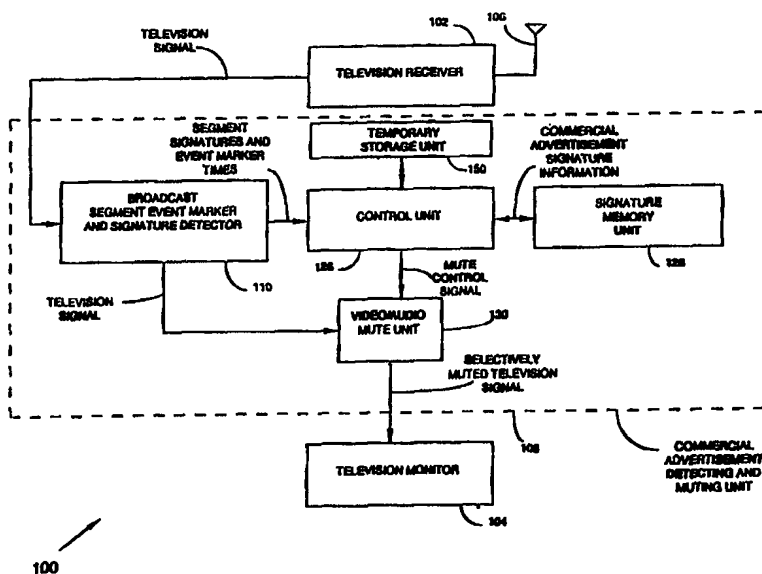 TELEVISION
SIGNAL
102
106
TELEVISION RECEIVER
SEGMENT
SIGNATURES AND
EVENT MARKER
TIMES
TEMPORARY
STORAGE UNIT
150
COMMERCIAL
ADVERTISEMENT
SIGNATURE
INFORMATION
BROADCAST
SEGMENT EVENT MARKER
AND SIGNATURE DETECTOR
110
CONTROL UNIT
SIGNATURE
MEMORY
UNIT
MUTE
CONTROL
SIGNAL
TELEVISION
SIGNAL
VIDEO/AUDIO
MUTE UNIT
130
SELECTIVELY
MUTED TELEVISION
SIGNAL
108
COMMERCIAL
ADVERTISEMENT
DETECTING AND
MUTING UNIT
TELEVISION MONITOR
104
100